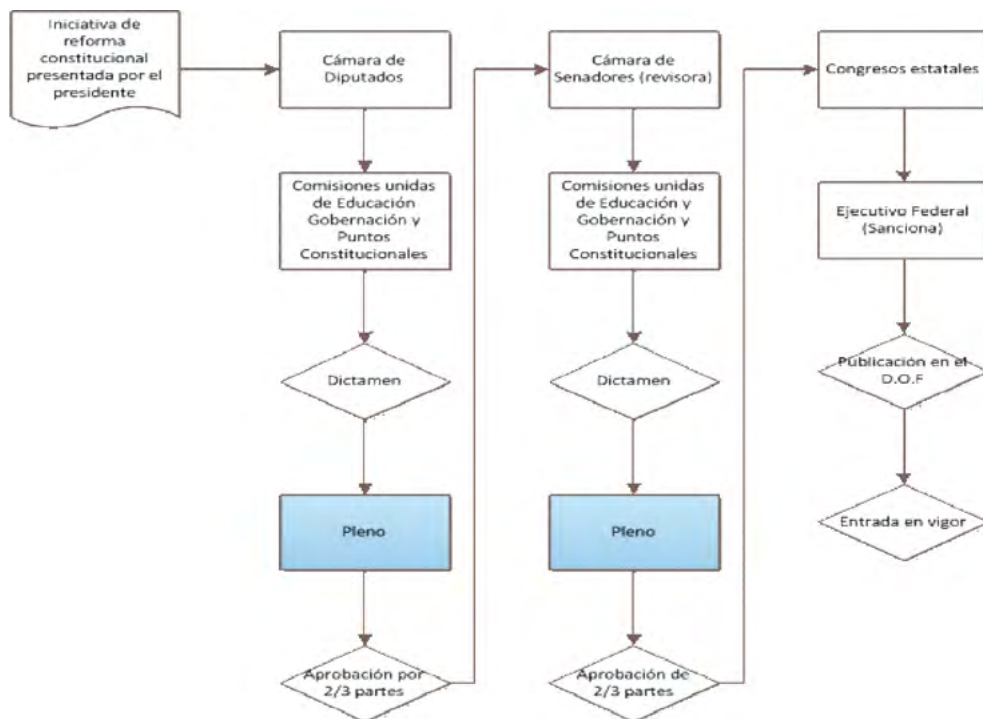 Iniciativa de
reforma
constitucional
presentada por el
presidente
Cámara de
Diputados
Comisiones unidas
de Educación
Gobernación y
Puntos
Constitucionales
Dictamen
Pleno
Aprobación por
2/3 partes
Cámara de
Senadores (revisora)
Comisiones unidas
de Educación y
Gobernación y
Puntos
Constitucionales
Dictamen
Pleno
Aprobación de
2/3 partes
Congresos estatales
Ejecutivo Federal
(Sanciona)
Públicación en el
D.O.F
Entrada en vigor